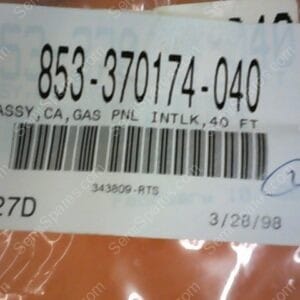 853-370174-040
ASSY,CA,GAS PNL INTLK,40 FT
343809-RTS
27D
3/28/98